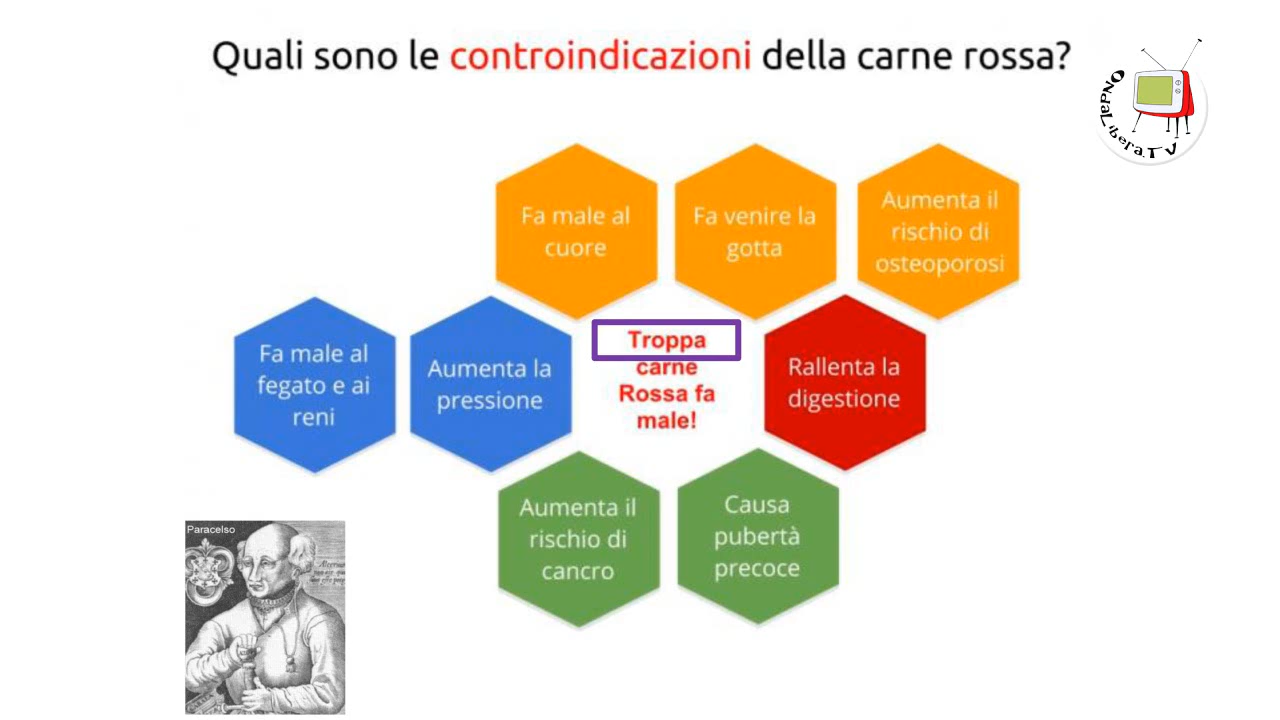 Quali sono le controindicazioni della carne rossa?
OndaLibera.TV
Fa male al
cuore
Fa venire la
gotta
Aumenta il
rischio di
osteoporosi
Fa male al
fegato e ai
reni
Aumenta la
pressione
Troppa
carne
Rossa fa
male!
Rallenta la
digestione
Aumenta il
rischio di
cancro
Causa
pubertà
precoce
Paracelso